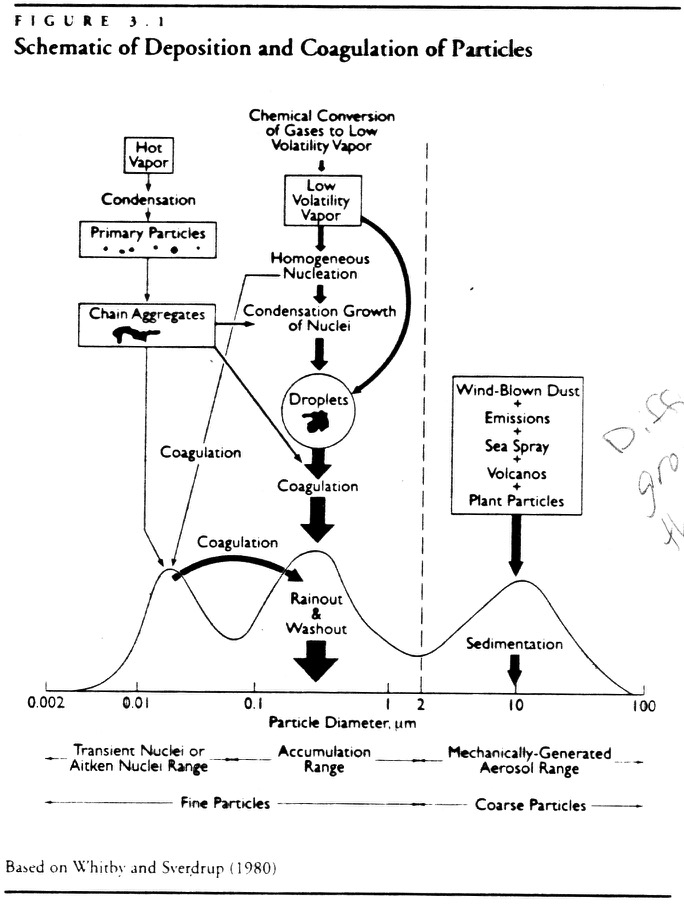 FIGURE 3.1
Schematic of Deposition and Coagulation of Particles
Chemical Conversion
of Gases to Low
Volatility Vapor
Hot
Vapor
Condensation
Primary Particles
Chain Aggregates
Low
Volatility
Vapor
Homogeneous
Nucleation
Condensation Growth
of Nuclei
Droplets
Coagulation
Coagulation
Coagulation
Rainout
&
Washout
Wind-Blown Dust
+
Emissions
+
Sea Spray
+
Volcanos
+
Plant Particles
Sedimentation
Diff
gro
0.002 0.01 0.1 1 2 10 100
Particle Diameter, μm
Transient Nuclei or
Aitken Nuclei Range
Accumulation
Range
Mechanically-Generated
Aerosol Range
Fine Particles
Coarse Particles
Based on Whitby and Sverdrup (1980)